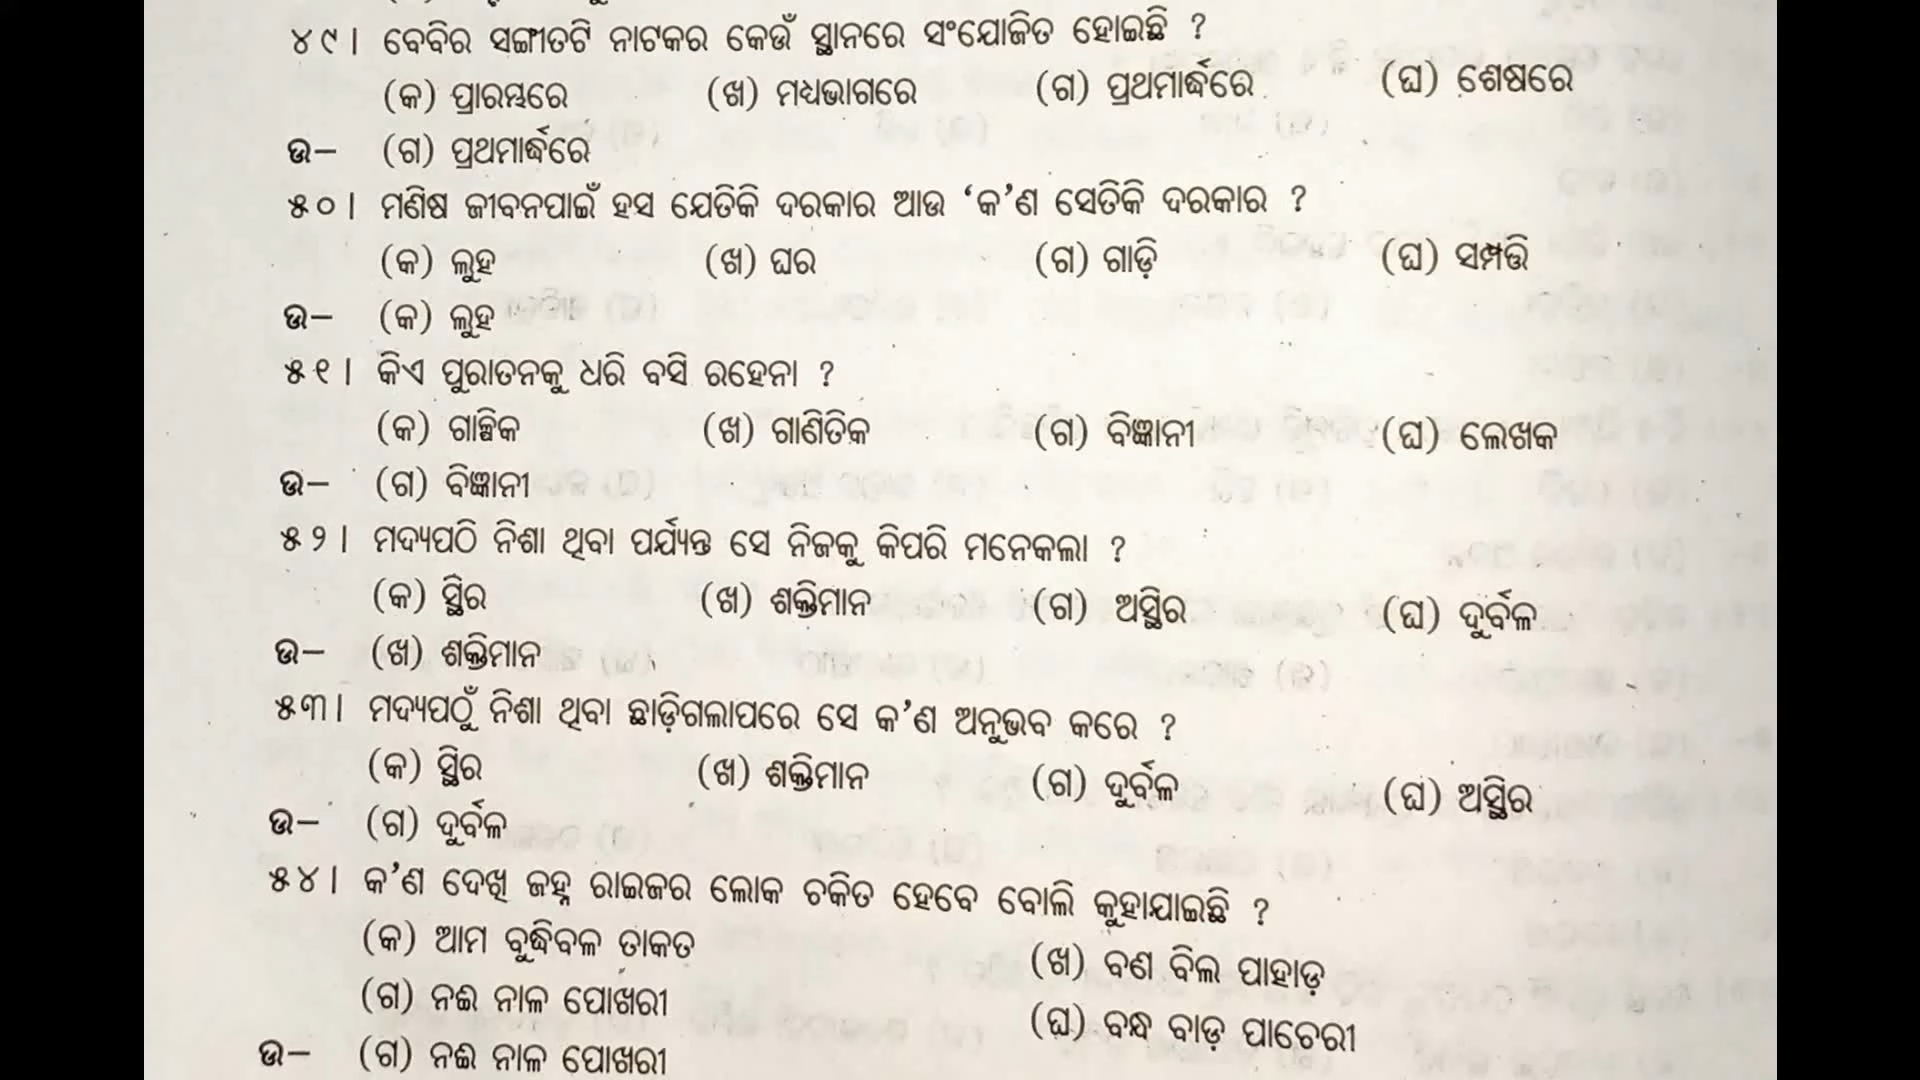 ୪୯। ବେବିର ସଙ୍ଗୀତଟି ନାଟକର କେଉଁ ସ୍ଥାନରେ ସଂଯୋଜିତ ହୋଇଛି ?
(କ) ପ୍ରାରମ୍ଭରେ (ଖ) ମଧ୍ୟଭାଗରେ (ଗ) ପ୍ରଥମାର୍ଦ୍ଧରେ (ଘ) ଶେଷରେ
ଉ– (ଗ) ପ୍ରଥମାର୍ଦ୍ଧରେ
୫୦। ମଣିଷ ଜୀବନପାଇଁ ହସ ଯେତିକି ଦରକାର ଆଉ ‘କ’ଣ ସେତିକି ଦରକାର ?
(କ) ଲୁହ (ଖ) ଘର (ଗ) ଗାଡ଼ି (ଘ) ସମ୍ପତ୍ତି
ଉ– (କ) ଲୁହ
୫୧। କିଏ ପୁରାତନକୁ ଧରି ବସି ରହେନା ?
(କ) ଗାଳ୍ପିକ (ଖ) ଗାଣିତିକ (ଗ) ବିଜ୍ଞାନୀ (ଘ) ଲେଖକ
ଉ– (ଗ) ବିଜ୍ଞାନୀ
୫୨। ମଦ୍ୟପଠି ନିଶା ଥିବା ପର୍ଯ୍ୟନ୍ତ ସେ ନିଜକୁ କିପରି ମନେକଲା ?
(କ) ସ୍ଥିର (ଖ) ଶକ୍ତିମାନ (ଗ) ଅସ୍ଥିର (ଘ) ଦୁର୍ବଳ
ଉ– (ଖ) ଶକ୍ତିମାନ
୫୩। ମଦ୍ୟପଠୁଁ ନିଶା ଥିବା ଛାଡ଼ିଗଲାପରେ ସେ କ’ଣ ଅନୁଭବ କରେ ?
(କ) ସ୍ଥିର (ଖ) ଶକ୍ତିମାନ (ଗ) ଦୁର୍ବଳ (ଘ) ଅସ୍ଥିର
ଉ– (ଗ) ଦୁର୍ବଳ
୫୪। କ’ଣ ଦେଖି ଜହ୍ନ ରାଇଜର ଲୋକ ଚକିତ ହେବେ ବୋଲି କୁହାଯାଇଛି ?
(କ) ଆମ ବୁଦ୍ଧିବଳ ତାକତ (ଖ) ବଣ ବିଲ ପାହାଡ଼
(ଗ) ନଈ ନାଳ ପୋଖରୀ (ଘ) ବନ୍ଧ ବାଡ଼ ପାଚେରୀ
ଉ– (ଗ) ନଈ ନାଳ ପୋଖରୀ